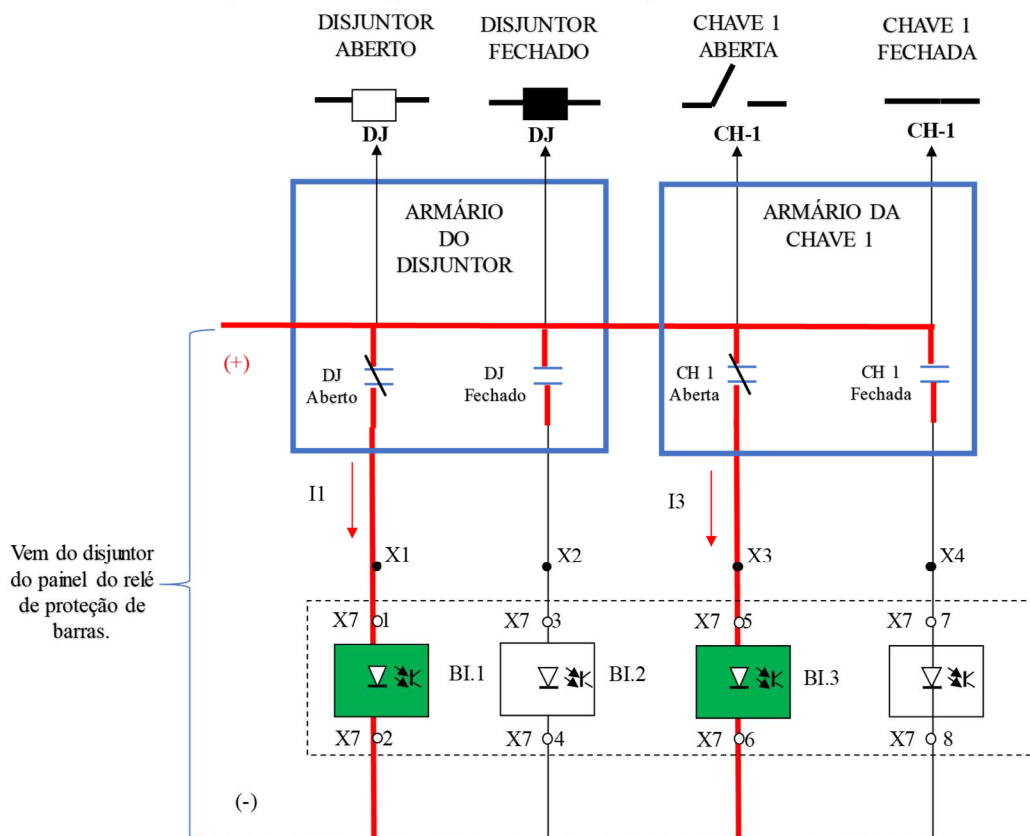 DISJUNTOR
ABERTO
DISJUNTOR
FECHADO
CHAVE 1
ABERTA
CHAVE 1
FECHADA
DJ
DJ
CH-1
CH-1
ARMÁRIO
DO
DISJUNTOR
ARMÁRIO DA
CHAVE 1
(+)
DJ
Aberto
DJ
Fechado
CH 1
Aberta
CH 1
Fechada
I1
I3
Vem do disjuntor
do painel do relé
de proteção de
barras.
X1
X2
X3
X4
X7 1
X7 3
X7 5
X7 7
BI.1
BI.2
BI.3
X7 2
X7 4
X7 6
X7 8
(-)